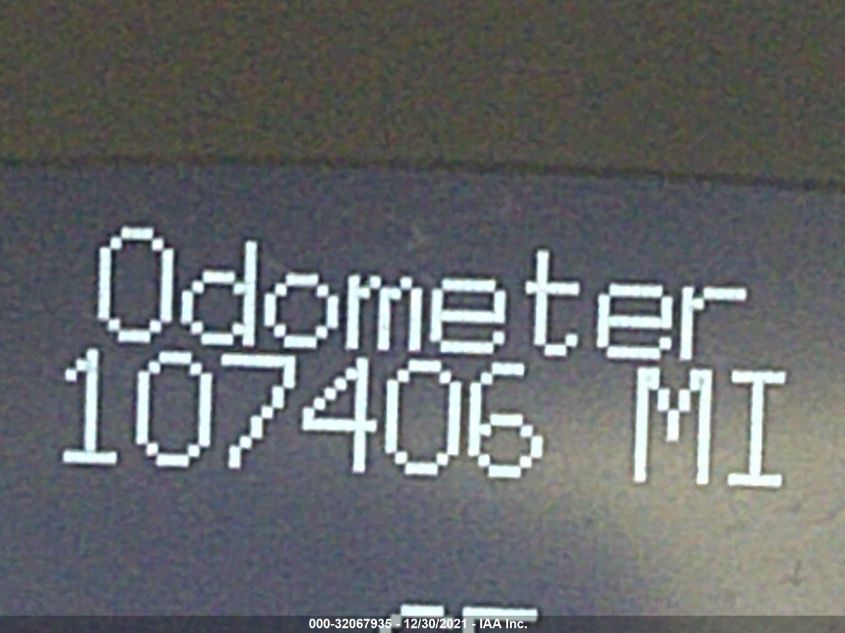 Odometer
107406 MI
000-32067935 - 12/30/2021 - IAA Inc.